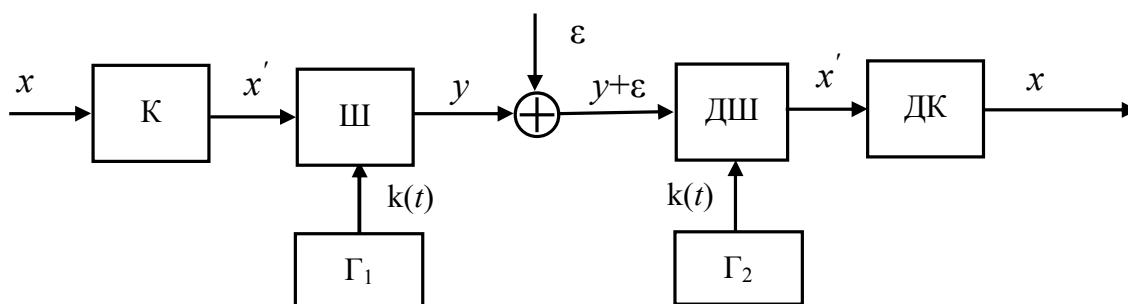 ε
x
x′
y
y+ε
x′
x
К
Ш
ДШ
ДК
k(t)
k(t)
Г₁
Г₂